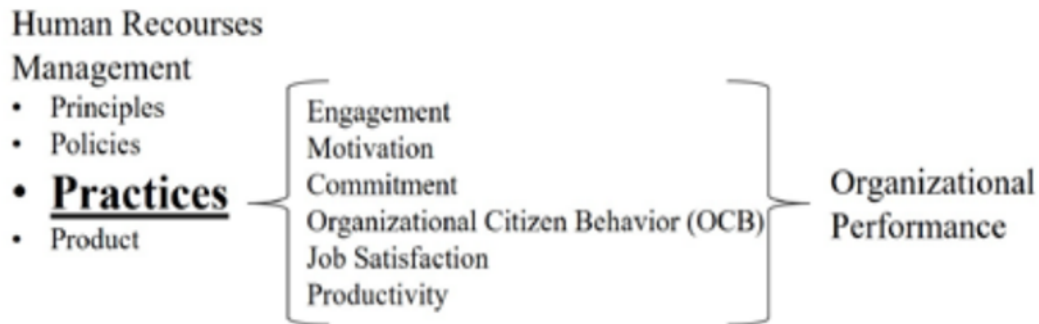 Human Recourses
Management
• Principles
• Policies
• Practices
• Product
Engagement
Motivation
Commitment
Organizational Citizen Behavior (OCB)
Job Satisfaction
Productivity
Organizational
Performance